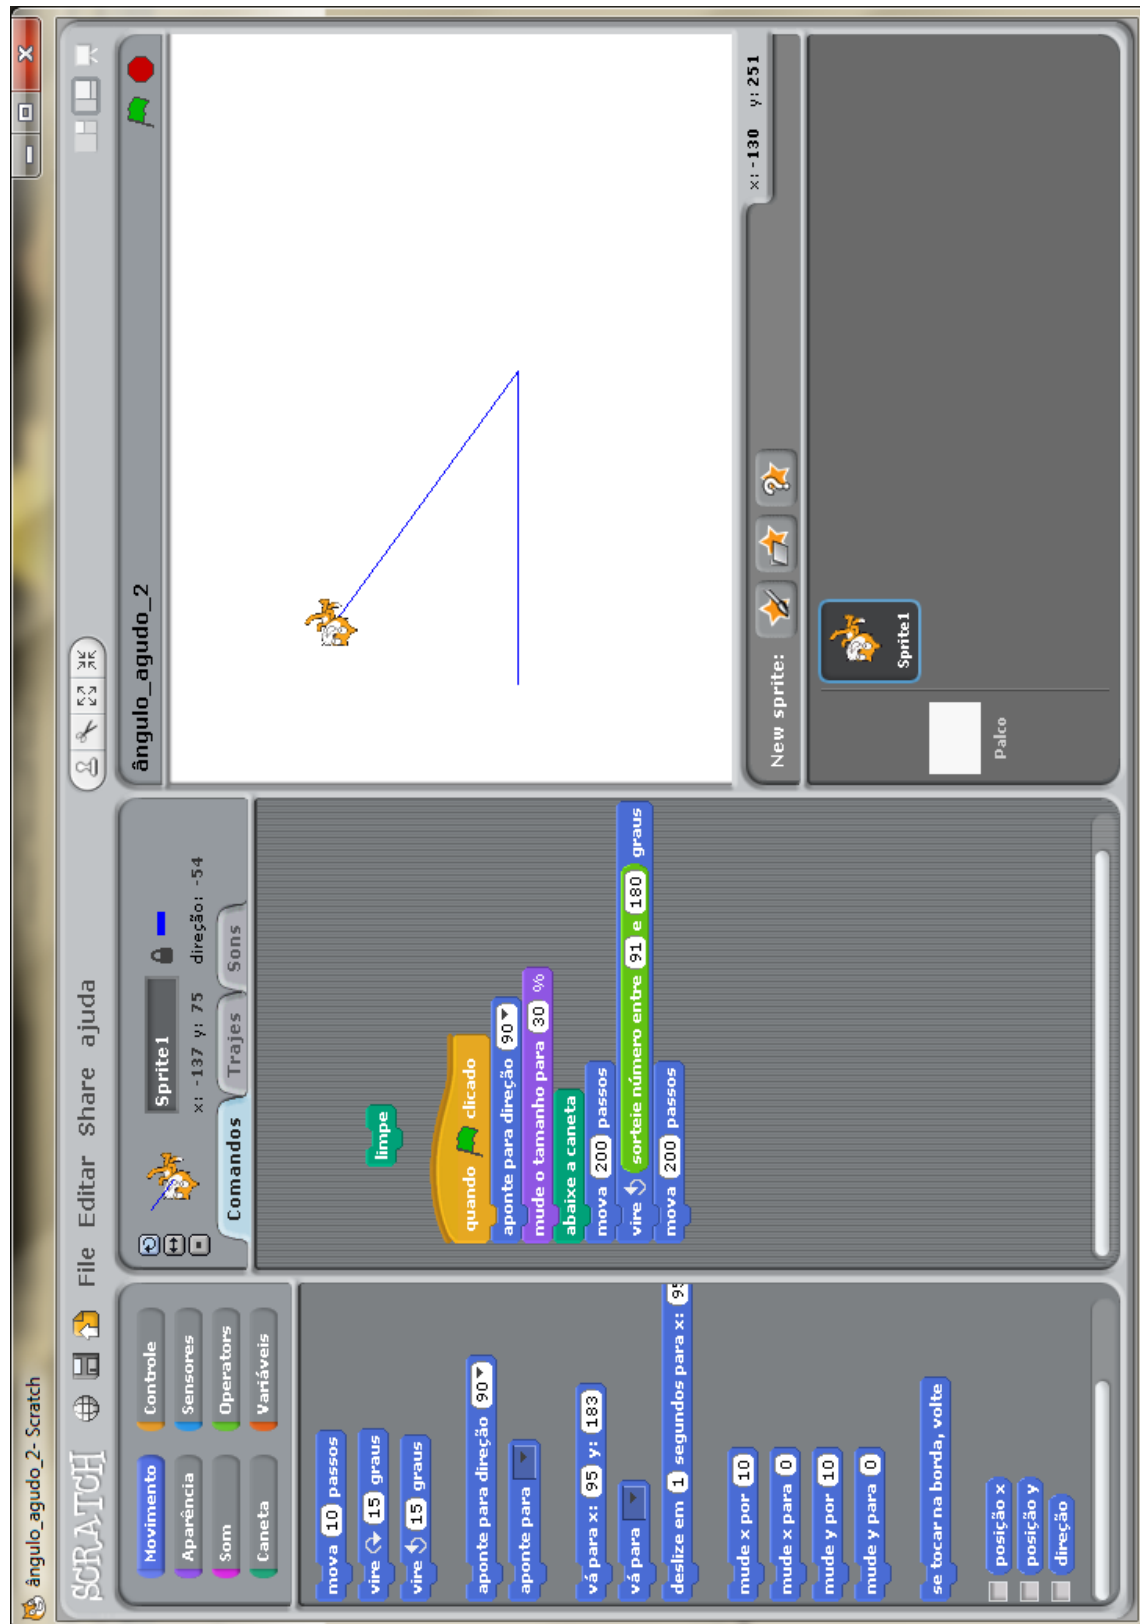 ângulo_agudo_2- Scratch
SCRATCH File Editar Share ajuda
Movimento Controle
Aparência Sensores
Som Operators
Caneta Variáveis
mova 10 passos
vire 15 graus
vire 15 graus
aponte para direção 90
aponte para
vá para x: 95 y: 183
vá para
deslize em 1 segundos para x: 95
mude x por 10
mude x para 0
mude y por 10
mude y para 0
se tocar na borda, volte
posição x
posição y
direção
Sprite1
x: -137 y: 75 direção: -54
Comandos Trajes Sons
limpe
quando clicado
aponte para direção 90
mude o tamanho para 30 %
abaixe a caneta
mova 200 passos
vire sorteie número entre 91 e 180 graus
mova 200 passos
ângulo_agudo_2
x: -130 y: 251
New sprite:
Sprite1
Palco